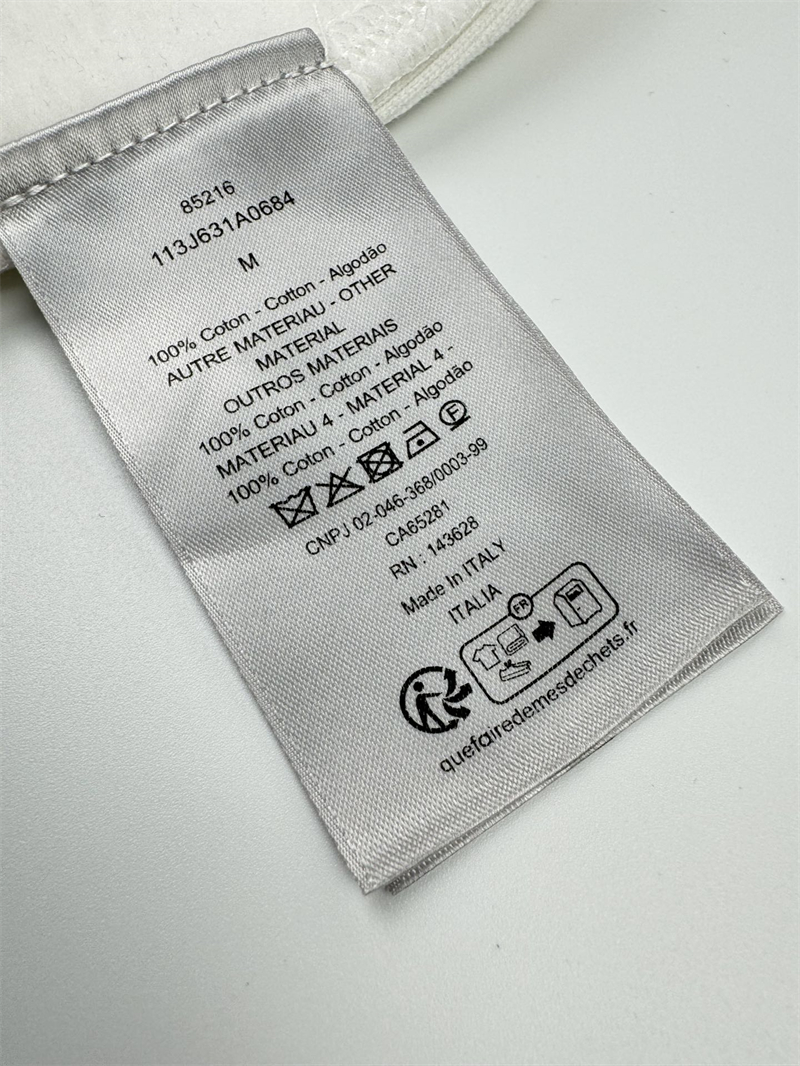 85216
113J631A0684
M
100% Coton - Cotton - Algodão
AUTRE MATERIAU - OTHER
MATERIAL
OUTROS MATERIAIS
100% Coton - Cotton - Algodão
MATERIAU 4 - MATERIAL 4 -
100% Coton - Cotton - Algodão
F
CNPJ 02-046-368/0003-99
CA65281
RN : 143628
Made In ITALY
ITALIA
FR
quefairedemesdechets.fr